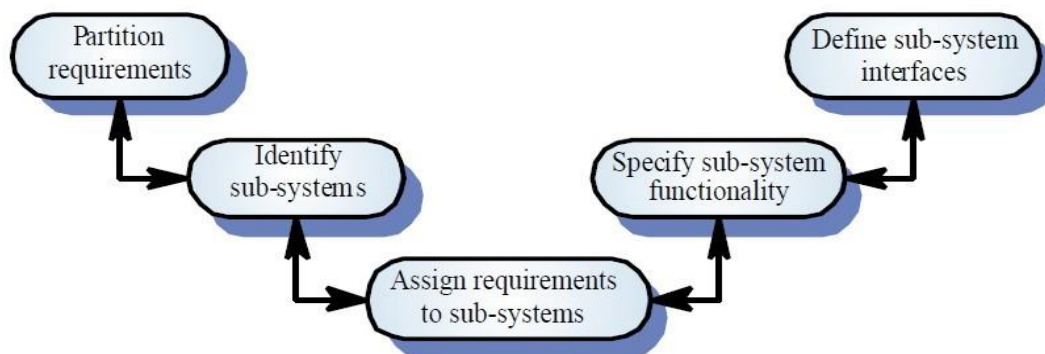 Partition
requirements
Define sub-system
interfaces
Identify
sub-systems
Specify sub-system
functionality
Assign requirements
to sub-systems